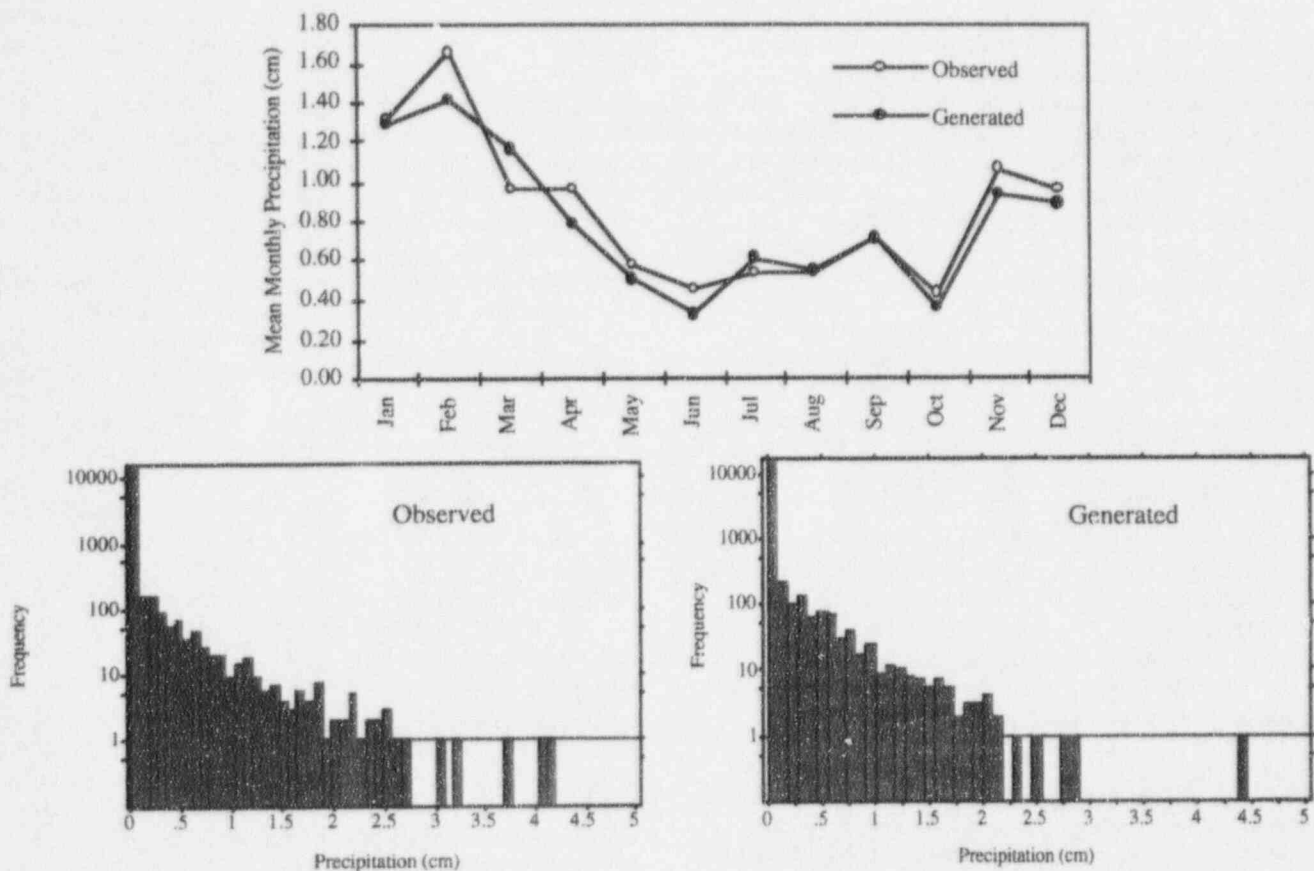 1.80
1.60
1.40
1.20
1.00
0.80
0.60
0.40
0.20
0.00
Mean Monthly Precipitation (cm)
Observed
Generated
Jan
Feb
Mar
Apr
May
Jun
Jul
Aug
Sep
Oct
Nov
Dec
10000
1000
100
10
1
Frequency
Observed
0 .5 1 1.5 2 2.5 3 3.5 4 4.5 5
Precipitation (cm)
10000
1000
100
10
1
Frequency
Generated
0 .5 1 1.5 2 2.5 3 3.5 4 4.5 5
Precipitation (cm)